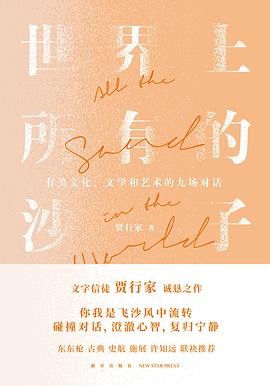 世界上
All the
所有的
Sand
有关文化、文学和艺术的九场对话
沙子
in the
贾行家 著
World
文字信徒 贾行家 诚恳之作
你我是飞沙风中流转
碰撞对话，澄澈心智，复归宁静
东东枪 古典 史航 施展 许知远 联袂推荐
新星出版社 NEW STAR PRESS